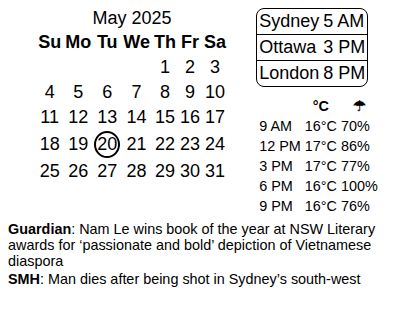 May 2025
Su Mo Tu We Th Fr Sa
1 2 3
4 5 6 7 8 9 10
11 12 13 14 15 16 17
18 19 20 21 22 23 24
25 26 27 28 29 30 31
Sydney 5 AM
Ottawa 3 PM
London 8 PM
°C ☂
9 AM 16°C 70%
12 PM 17°C 86%
3 PM 17°C 77%
6 PM 16°C 100%
9 PM 16°C 76%
Guardian: Nam Le wins book of the year at NSW Literary
awards for ‘passionate and bold’ depiction of Vietnamese
diaspora
SMH: Man dies after being shot in Sydney’s south-west